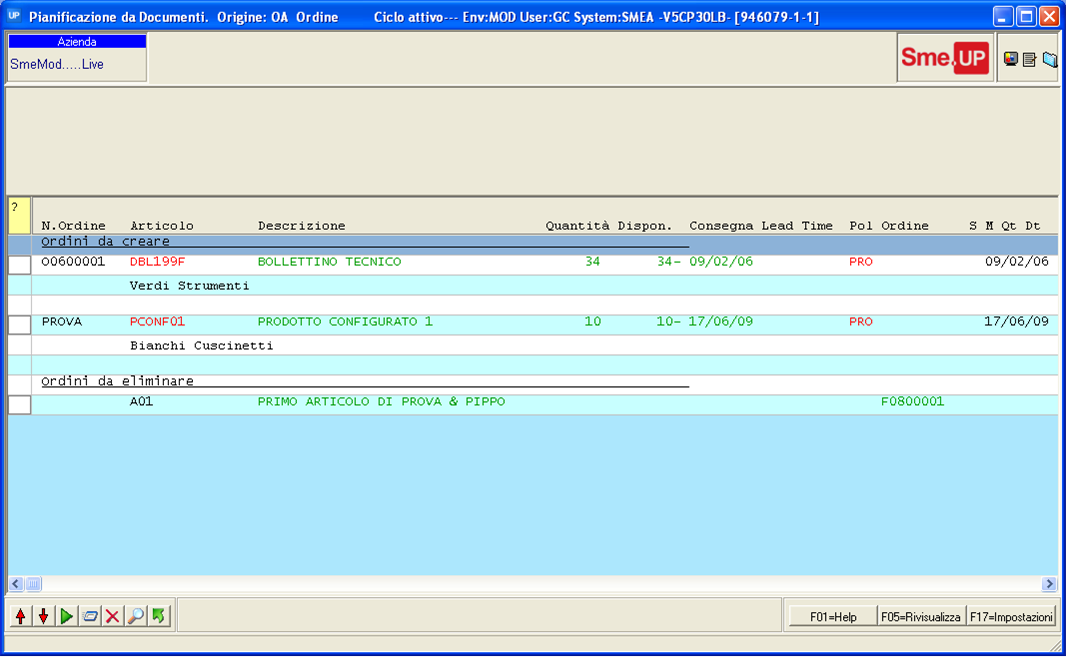 UP Pianificazione da Documenti. Origine: OA Ordine Ciclo attivo--- Env:MOD User:GC System:SMEA -V5CP30LB- [946079-1-1]
Azienda
SmeMod.....Live
Sme.UP
?
N.Ordine Articolo Descrizione Quantità Dispon. Consegna Lead Time Pol Ordine S M Qt Dt
Ordini da creare
O0600001 DBL199F BOLLETTINO TECNICO 34 34- 09/02/06 PRO 09/02/06
Verdi Strumenti
PROVA PCONF01 PRODOTTO CONFIGURATO 1 10 10- 17/06/09 PRO 17/06/09
Bianchi Cuscinetti
Ordini da eliminare
A01 PRIMO ARTICOLO DI PROVA & PIPPO F0800001
F01=Help F05=Rivisualizza F17=Impostazioni